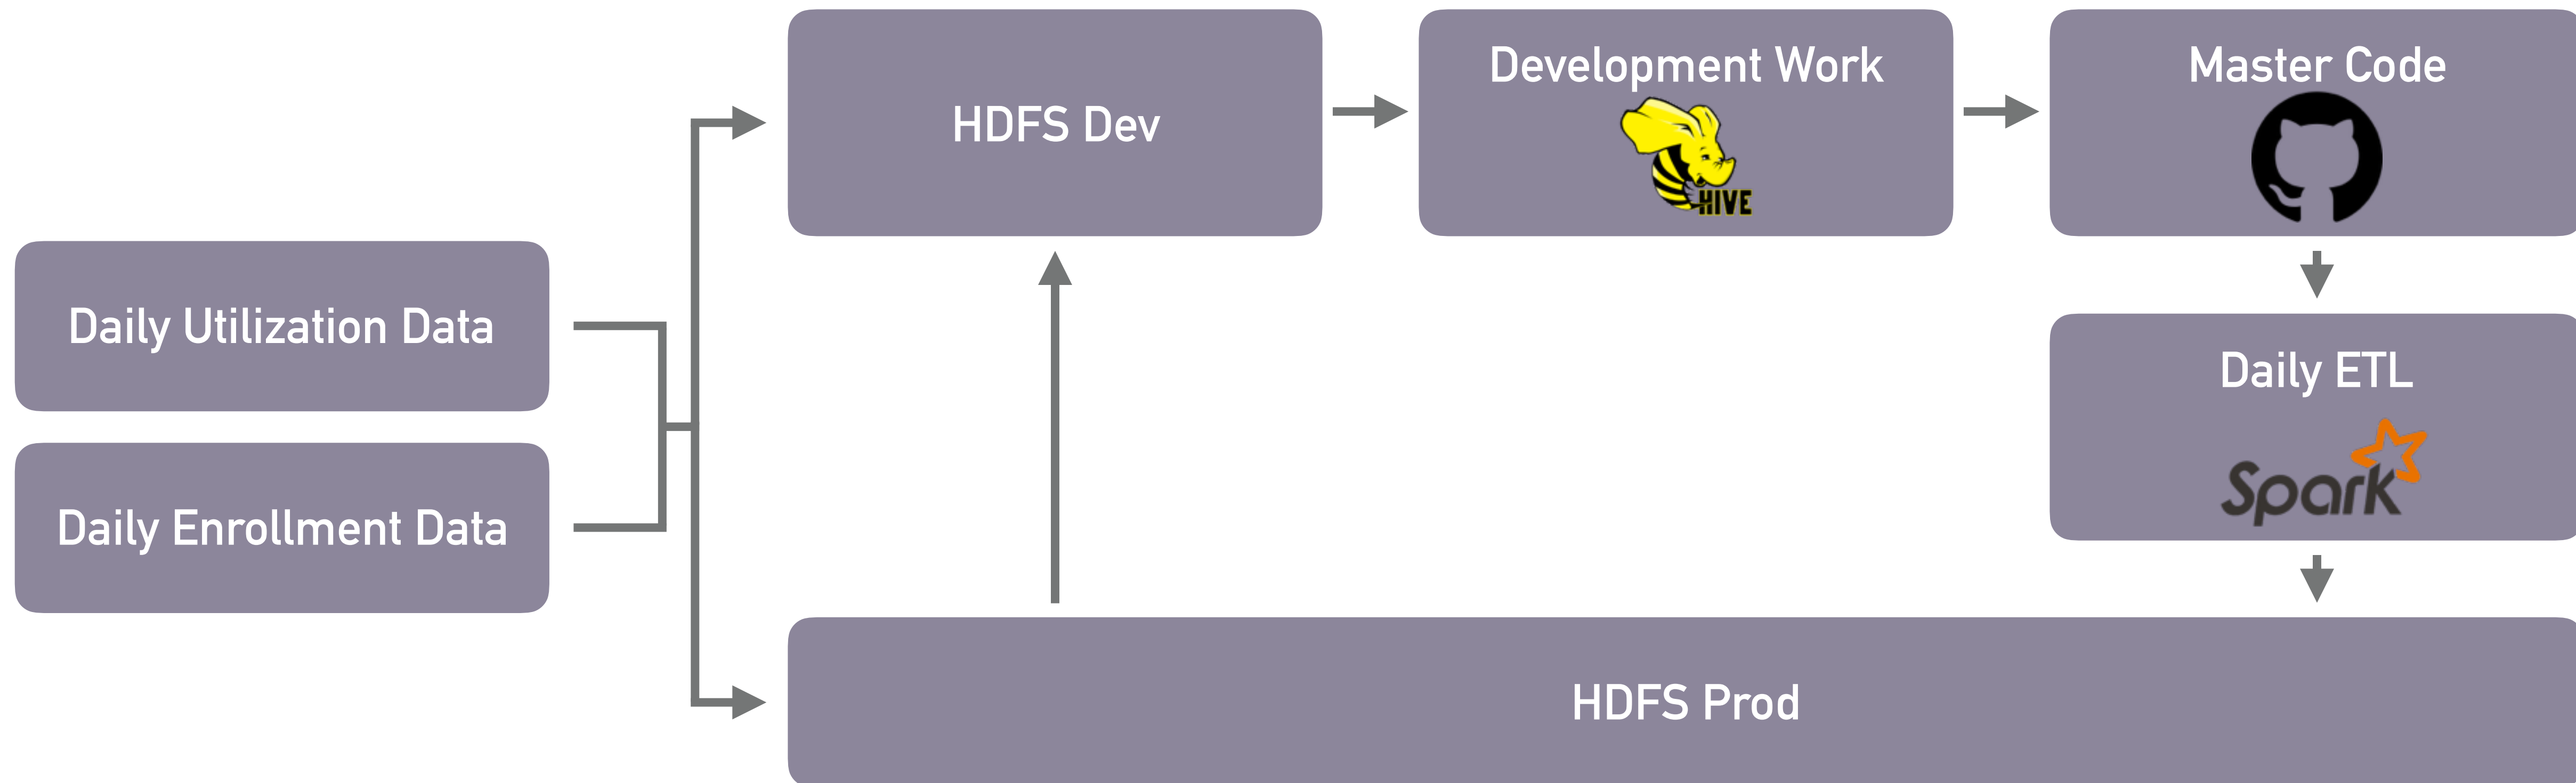 HDFS Dev
Development Work
HIVE
Master Code
Daily Utilization Data
Daily Enrollment Data
Daily ETL
Spark
HDFS Prod